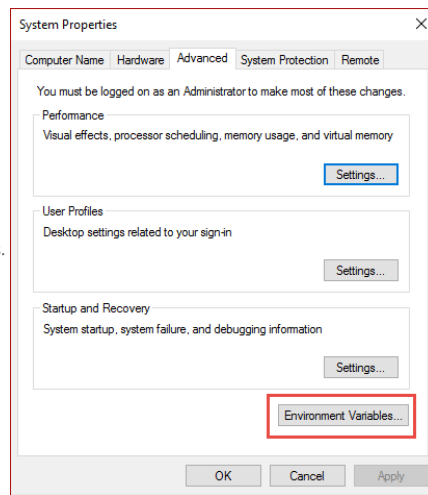 System Properties
Computer Name Hardware Advanced System Protection Remote
You must be logged on as an Administrator to make most of these changes.
Performance
Visual effects, processor scheduling, memory usage, and virtual memory
Settings...
User Profiles
Desktop settings related to your sign-in
Settings...
Startup and Recovery
System startup, system failure, and debugging information
Settings...
Environment Variables...
OK Cancel Apply